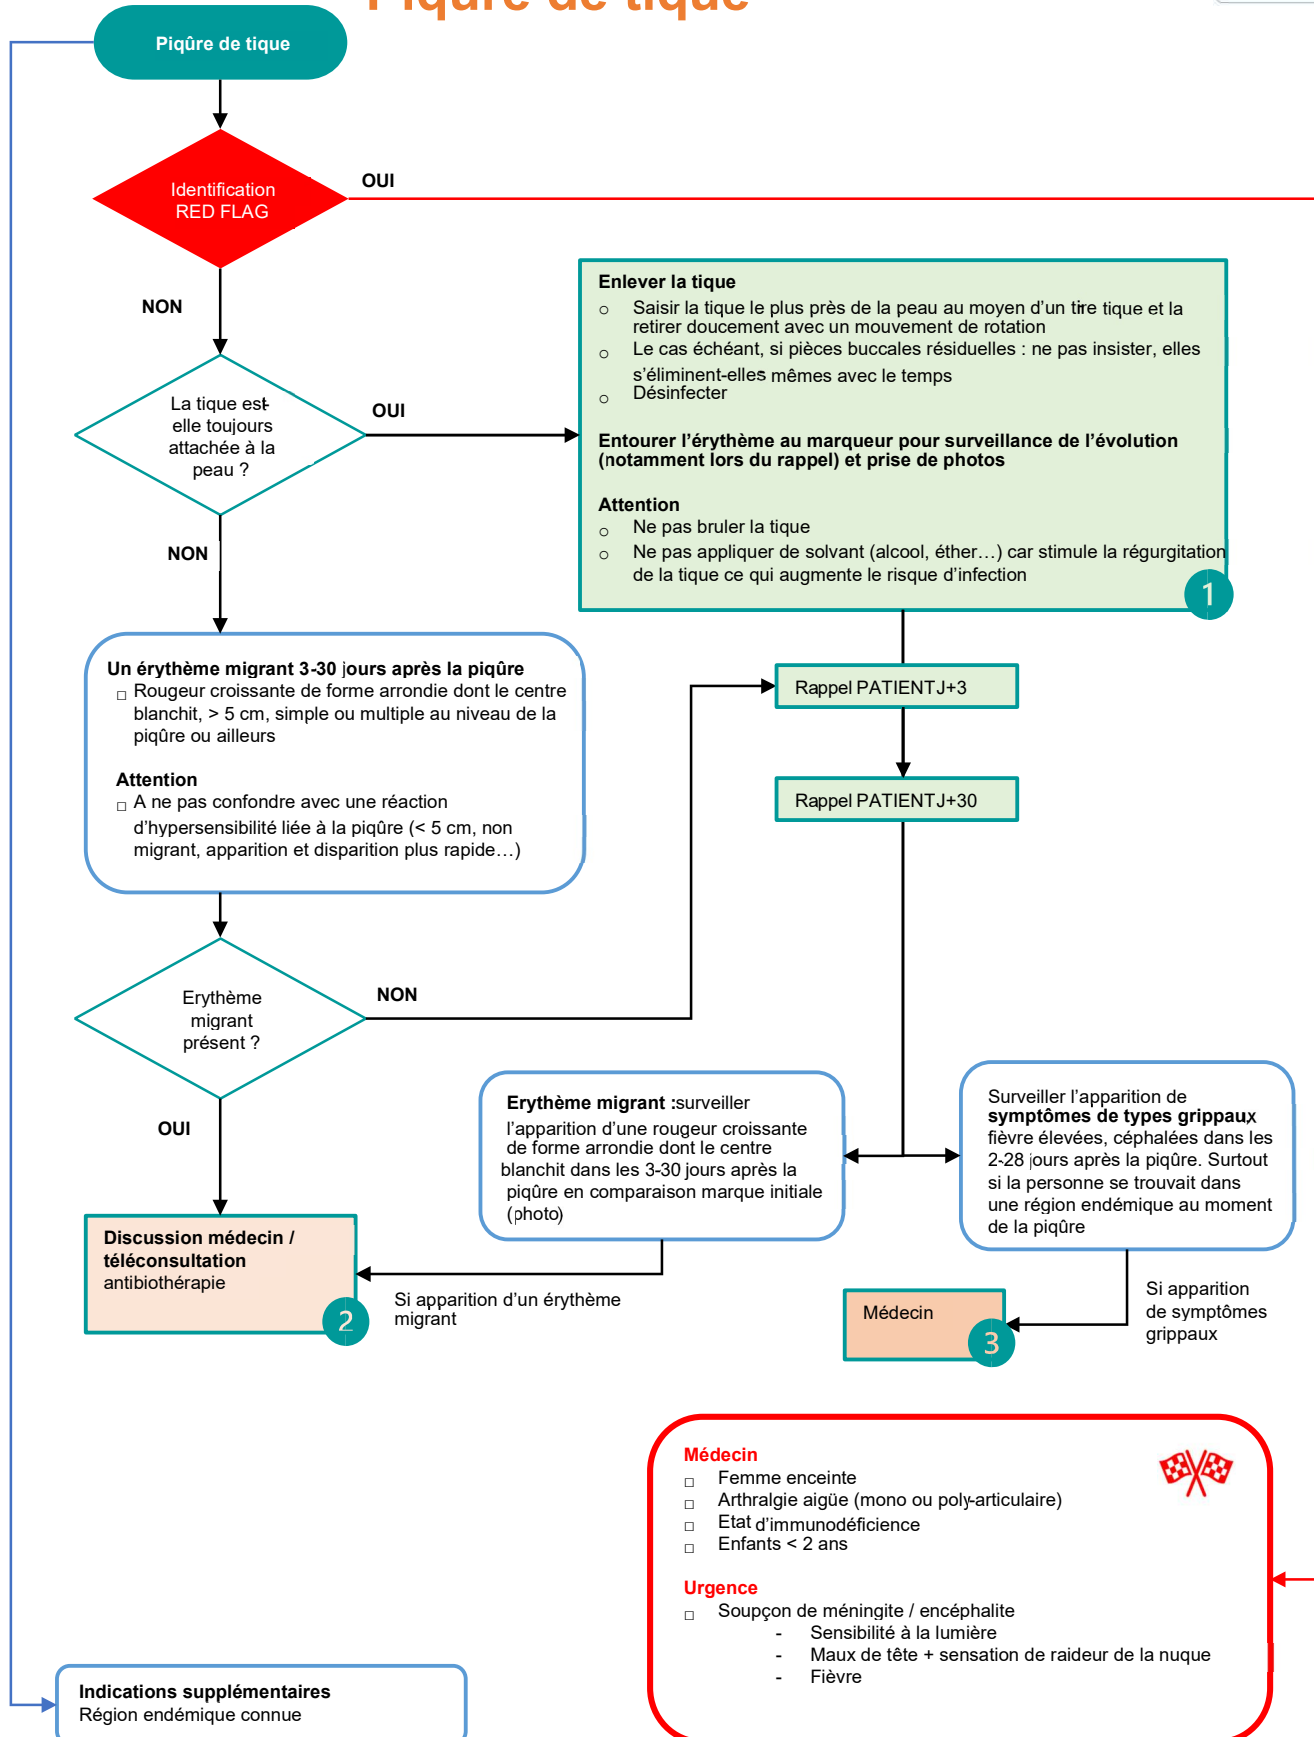 Piqûre de tique
Piqûre de tique
Identification
RED FLAG
OUI
NON
Enlever la tique
○ Saisir la tique le plus près de la peau au moyen d'un tire tique et la
retirer doucement avec un mouvement de rotation
○ Le cas échéant, si pièces buccales résiduelles : ne pas insister, elles
s'éliminent-elles mêmes avec le temps
○ Désinfecter
Entourer l'érythème au marqueur pour surveillance de l'évolution
(notamment lors du rappel) et prise de photos
Attention
○ Ne pas bruler la tique
○ Ne pas appliquer de solvant (alcool, éther…) car stimule la régurgitation
de la tique ce qui augmente le risque d'infection
1
La tique est-
elle toujours
attachée à la
peau ?
OUI
NON
Un érythème migrant 3-30 jours après la piqûre
□ Rougeur croissante de forme arrondie dont le centre
blanchit, > 5 cm, simple ou multiple au niveau de la
piqûre ou ailleurs
Attention
□ A ne pas confondre avec une réaction
d'hypersensibilité liée à la piqûre (< 5 cm, non
migrant, apparition et disparition plus rapide…)
Rappel PATIENT J+3
Rappel PATIENT J+30
Erythème
migrant
présent ?
NON
OUI
Erythème migrant :surveiller
l'apparition d'une rougeur croissante
de forme arrondie dont le centre
blanchit dans les 3-30 jours après la
piqûre en comparaison marque initiale
(photo)
Surveiller l'apparition de
symptômes de types grippaux
fièvre élevées, céphalées dans les
2-28 jours après la piqûre. Surtout
si la personne se trouvait dans
une région endémique au moment
de la piqûre
Discussion médecin /
téléconsultation
antibiothérapie
2
Si apparition d'un érythème
migrant
Médecin
3
Si apparition
de symptômes
grippaux
Médecin
□ Femme enceinte
□ Arthralgie aigüe (mono ou poly-articulaire)
□ Etat d'immunodéficience
□ Enfants < 2 ans
Urgence
□ Soupçon de méningite / encéphalite
- Sensibilité à la lumière
- Maux de tête + sensation de raideur de la nuque
- Fièvre
Indications supplémentaires
Région endémique connue